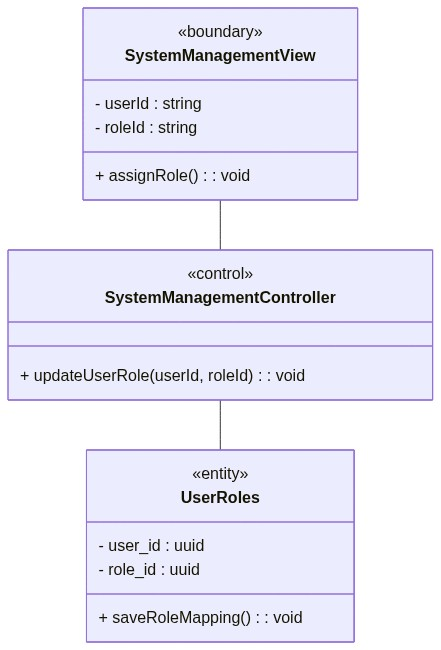 «boundary»
SystemManagementView
- userId : string
- roleId : string
+ assignRole() : : void
«control»
SystemManagementController
+ updateUserRole(userId, roleId) : : void
«entity»
UserRoles
- user_id : uuid
- role_id : uuid
+ saveRoleMapping() : : void